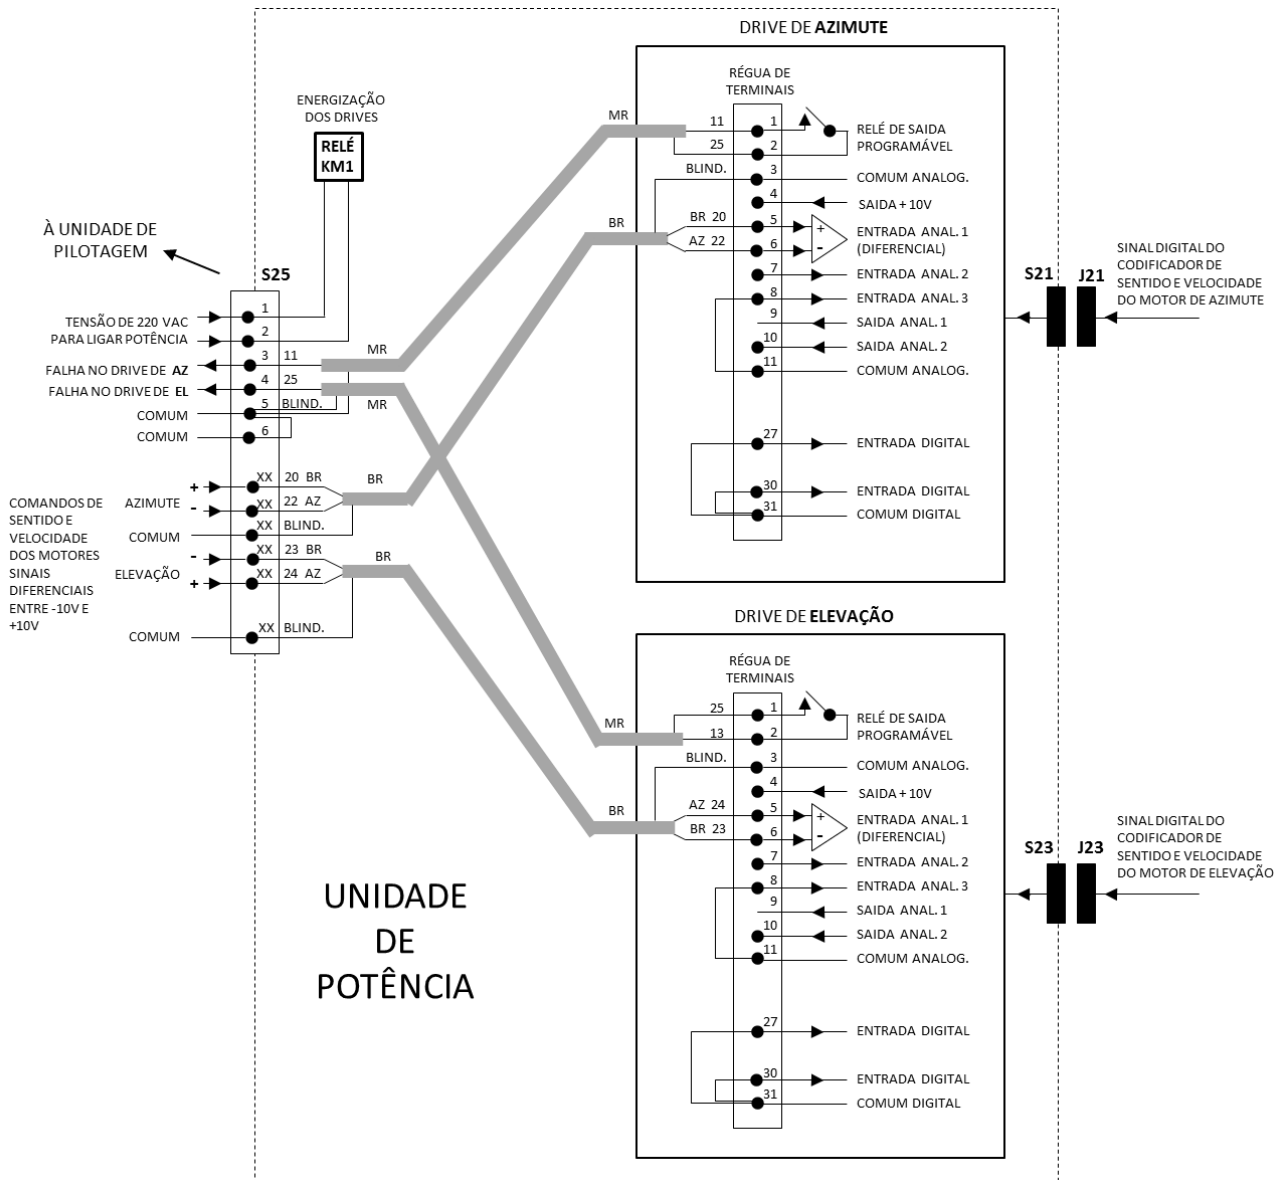 DRIVE DE AZIMUTE
RÉGUA DE
TERMINAIS
MR
11
1
25
2
RELÉ DE SAIDA
PROGRAMÁVEL
BLIND.
3
COMUM ANALOG.
4
SAIDA + 10V
BR
BR 20
5
+
AZ 22
6
-
ENTRADA ANAL. 1
(DIFERENCIAL)
7
ENTRADA ANAL. 2
8
ENTRADA ANAL. 3
9
SAIDA ANAL. 1
10
SAIDA ANAL. 2
11
COMUM ANALOG.
27
ENTRADA DIGITAL
30
ENTRADA DIGITAL
31
COMUM DIGITAL
S21
J21
SINAL DIGITAL DO
CODIFICADOR DE
SENTIDO E VELOCIDADE
DO MOTOR DE AZIMUTE
ENERGIZAÇÃO
DOS DRIVES
RELÉ
KM1
À UNIDADE DE
PILOTAGEM
S25
TENSÃO DE 220 VAC
PARA LIGAR POTÊNCIA
1
2
FALHA NO DRIVE DE AZ
3
11
MR
FALHA NO DRIVE DE EL
4
25
MR
COMUM
5
BLIND.
COMUM
6
COMANDOS DE
SENTIDO E
VELOCIDADE
DOS MOTORES
SINAIS
DIFERENCIAIS
ENTRE -10V E
+10V
AZIMUTE
+
XX
20 BR
-
XX
22 AZ
BR
COMUM
XX
BLIND.
ELEVAÇÃO
-
XX
23 BR
+
XX
24 AZ
BR
COMUM
XX
BLIND.
DRIVE DE ELEVAÇÃO
RÉGUA DE
TERMINAIS
MR
25
1
13
2
RELÉ DE SAIDA
PROGRAMÁVEL
BLIND.
3
COMUM ANALOG.
4
SAIDA + 10V
BR
AZ 24
5
+
BR 23
6
-
ENTRADA ANAL. 1
(DIFERENCIAL)
7
ENTRADA ANAL. 2
8
ENTRADA ANAL. 3
9
SAIDA ANAL. 1
10
SAIDA ANAL. 2
11
COMUM ANALOG.
27
ENTRADA DIGITAL
30
ENTRADA DIGITAL
31
COMUM DIGITAL
S23
J23
SINAL DIGITAL DO
CODIFICADOR DE
SENTIDO E VELOCIDADE
DO MOTOR DE ELEVAÇÃO
UNIDADE
DE
POTÊNCIA